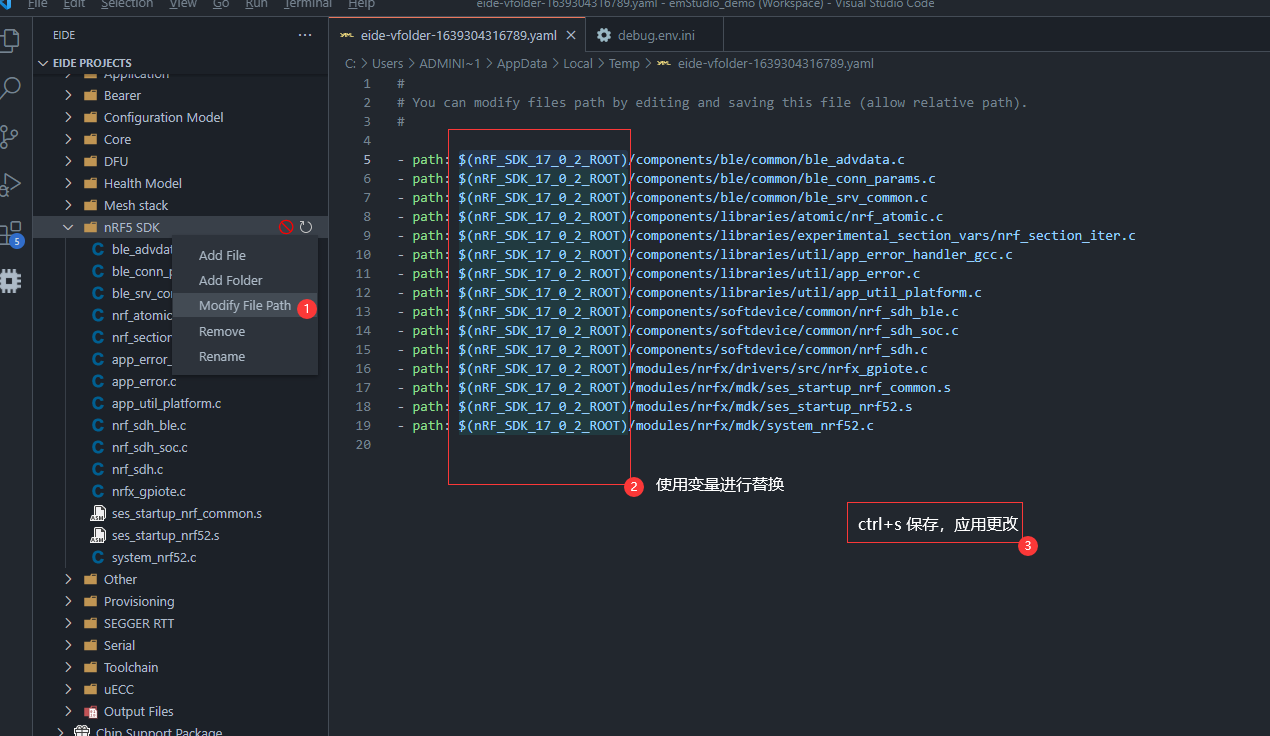 File Edit Selection View Go Run Terminal Help
eide-vfolder-1639304316789.yaml - emStudio_demo (Workspace) - Visual Studio Code
EIDE ...
EIDE PROJECTS
Application
Bearer
Configuration Model
Core
DFU
Health Model
Mesh stack
nRF5 SDK
ble_advdat
ble_conn_p
ble_srv_co
nrf_atomic
nrf_section
app_error_
app_error.c
app_util_platform.c
nrf_sdh_ble.c
nrf_sdh_soc.c
nrf_sdh.c
nrfx_gpiote.c
ses_startup_nrf_common.s
ses_startup_nrf52.s
system_nrf52.c
Other
Provisioning
SEGGER RTT
Serial
Toolchain
uECC
Output Files
Chip Support Package
5
Add File
Add Folder
Modify File Path 1
Remove
Rename
eide-vfolder-1639304316789.yaml debug.env.ini
C: > Users > ADMINI~1 > AppData > Local > Temp > eide-vfolder-1639304316789.yaml
1 #
2 # You can modify files path by editing and saving this file (allow relative path).
3 #
4
5 - path: $(nRF_SDK_17_0_2_ROOT)/components/ble/common/ble_advdata.c
6 - path: $(nRF_SDK_17_0_2_ROOT)/components/ble/common/ble_conn_params.c
7 - path: $(nRF_SDK_17_0_2_ROOT)/components/ble/common/ble_srv_common.c
8 - path: $(nRF_SDK_17_0_2_ROOT)/components/libraries/atomic/nrf_atomic.c
9 - path: $(nRF_SDK_17_0_2_ROOT)/components/libraries/experimental_section_vars/nrf_section_iter.c
10 - path: $(nRF_SDK_17_0_2_ROOT)/components/libraries/util/app_error_handler_gcc.c
11 - path: $(nRF_SDK_17_0_2_ROOT)/components/libraries/util/app_error.c
12 - path: $(nRF_SDK_17_0_2_ROOT)/components/libraries/util/app_util_platform.c
13 - path: $(nRF_SDK_17_0_2_ROOT)/components/softdevice/common/nrf_sdh_ble.c
14 - path: $(nRF_SDK_17_0_2_ROOT)/components/softdevice/common/nrf_sdh_soc.c
15 - path: $(nRF_SDK_17_0_2_ROOT)/components/softdevice/common/nrf_sdh.c
16 - path: $(nRF_SDK_17_0_2_ROOT)/modules/nrfx/drivers/src/nrfx_gpiote.c
17 - path: $(nRF_SDK_17_0_2_ROOT)/modules/nrfx/mdk/ses_startup_nrf_common.s
18 - path: $(nRF_SDK_17_0_2_ROOT)/modules/nrfx/mdk/ses_startup_nrf52.s
19 - path: $(nRF_SDK_17_0_2_ROOT)/modules/nrfx/mdk/system_nrf52.c
20
2 使用变量进行替换
ctrl+s 保存，应用更改
3